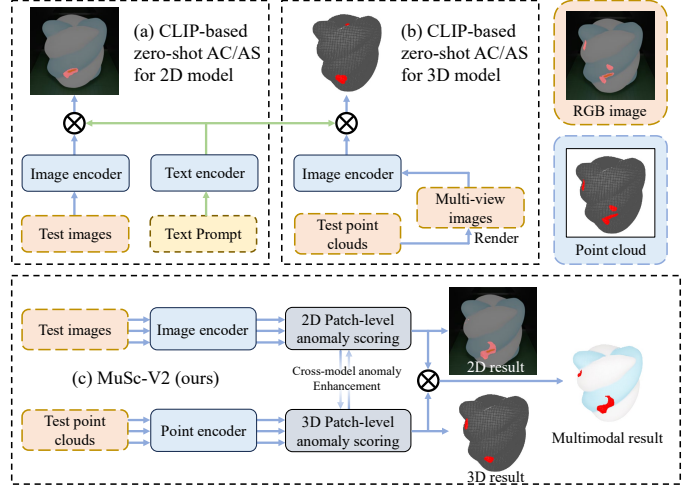 (a) CLIP-based
zero-shot AC/AS
for 2D model
Image encoder
Text encoder
Test images
Text Prompt
(b) CLIP-based
zero-shot AC/AS
for 3D model
Image encoder
Multi-view
images
Test point
clouds
Render
RGB image
Point cloud
Test images
Image encoder
2D Patch-level
anomaly scoring
2D result
(c) MuSc-V2 (ours)
Cross-model anomaly
Enhancement
Test point
clouds
Point encoder
3D Patch-level
anomaly scoring
3D result
Multimodal result